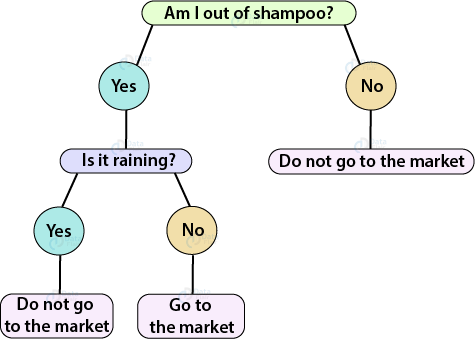 Am I out of shampoo?
Yes
No
Is it raining?
Do not go to the market
Yes
No
Do not go
to the market
Go to
the market